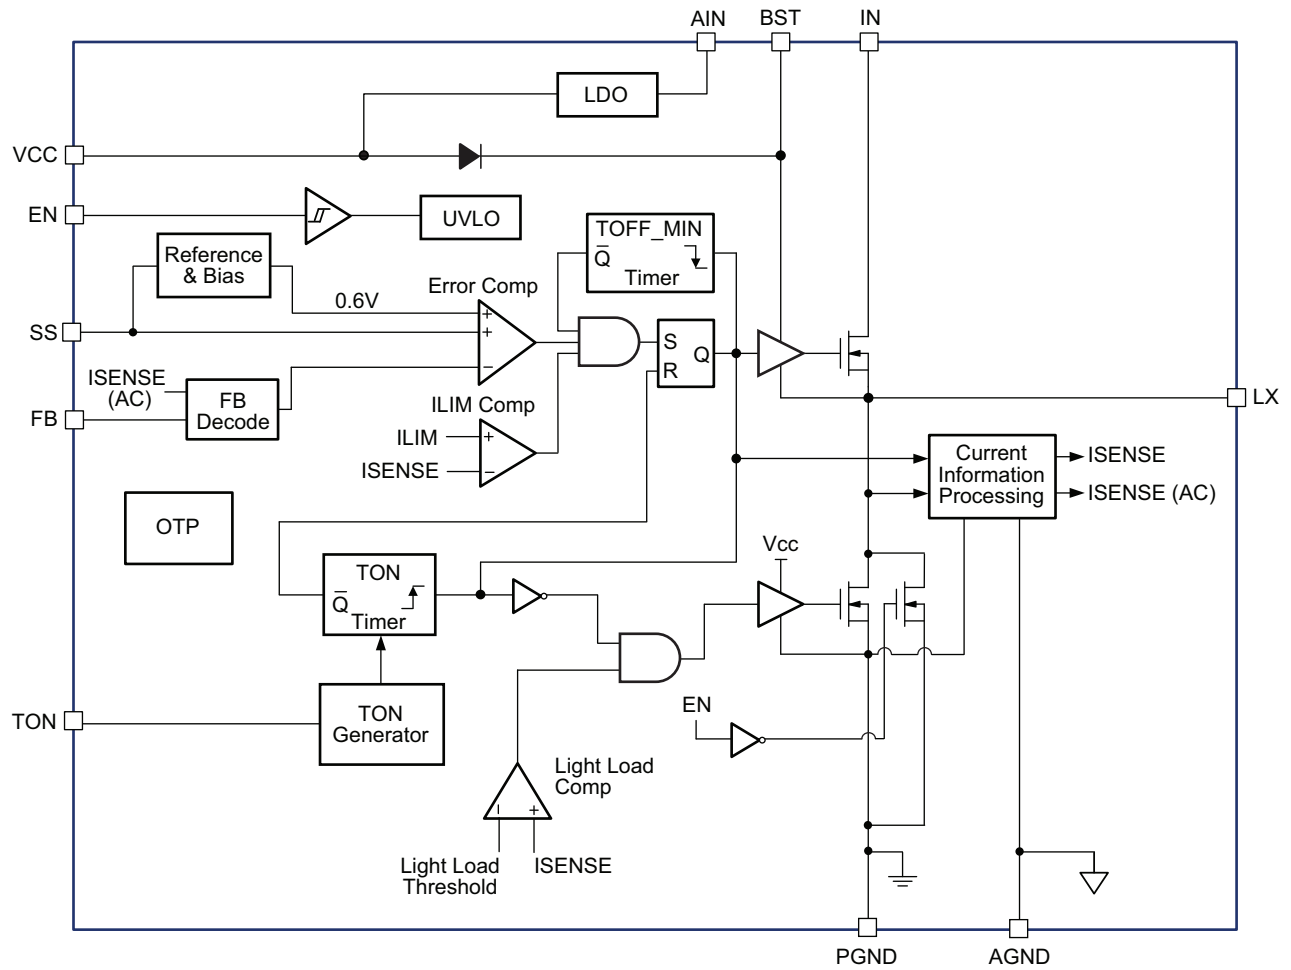 AIN
BST
IN
LDO
VCC
EN
UVLO
TOFF_MIN
Q̅
Timer
Reference
& Bias
Error Comp
0.6V
+
+
−
SS
S
R
Q
ISENSE
(AC)
FB
Decode
FB
LX
ILIM Comp
ILIM
+
ISENSE
−
Current
Information
Processing
ISENSE
ISENSE (AC)
OTP
Vcc
TON
Q̅
Timer
TON
TON
Generator
EN
Light Load
Comp
−
+
Light Load
Threshold
ISENSE
PGND
AGND